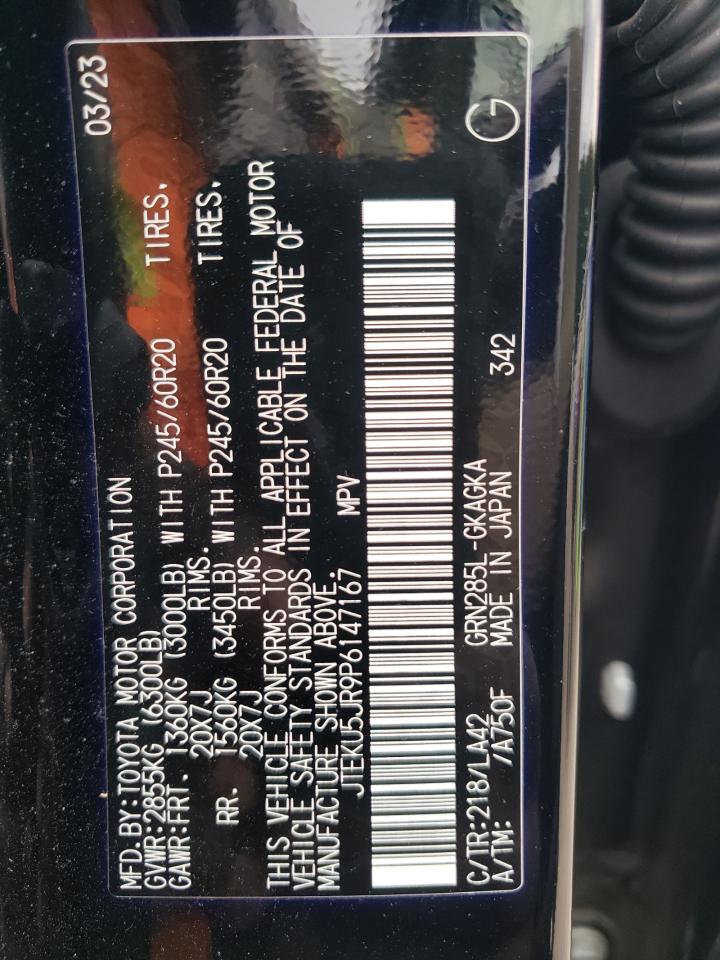 MFD. BY:TOYOTA MOTOR CORPORATION 03/23
GVWR:2855KG (6300LB)
GAWR:FRT. 1360KG (3000LB) WITH P245/60R20 TIRES,
20X7J RIMS.
RR. 1560KG (3450LB) WITH P245/60R20 TIRES,
20X7J RIMS.
THIS VEHICLE CONFORMS TO ALL APPLICABLE FEDERAL MOTOR
VEHICLE SAFETY STANDARDS IN EFFECT ON THE DATE OF
MANUFACTURE SHOWN ABOVE.
JTEKU5JR9P6147167 MPV
C/TR:218/LA42 GRN285L-GKAGKA G
A/TM: /A750F MADE IN JAPAN 342